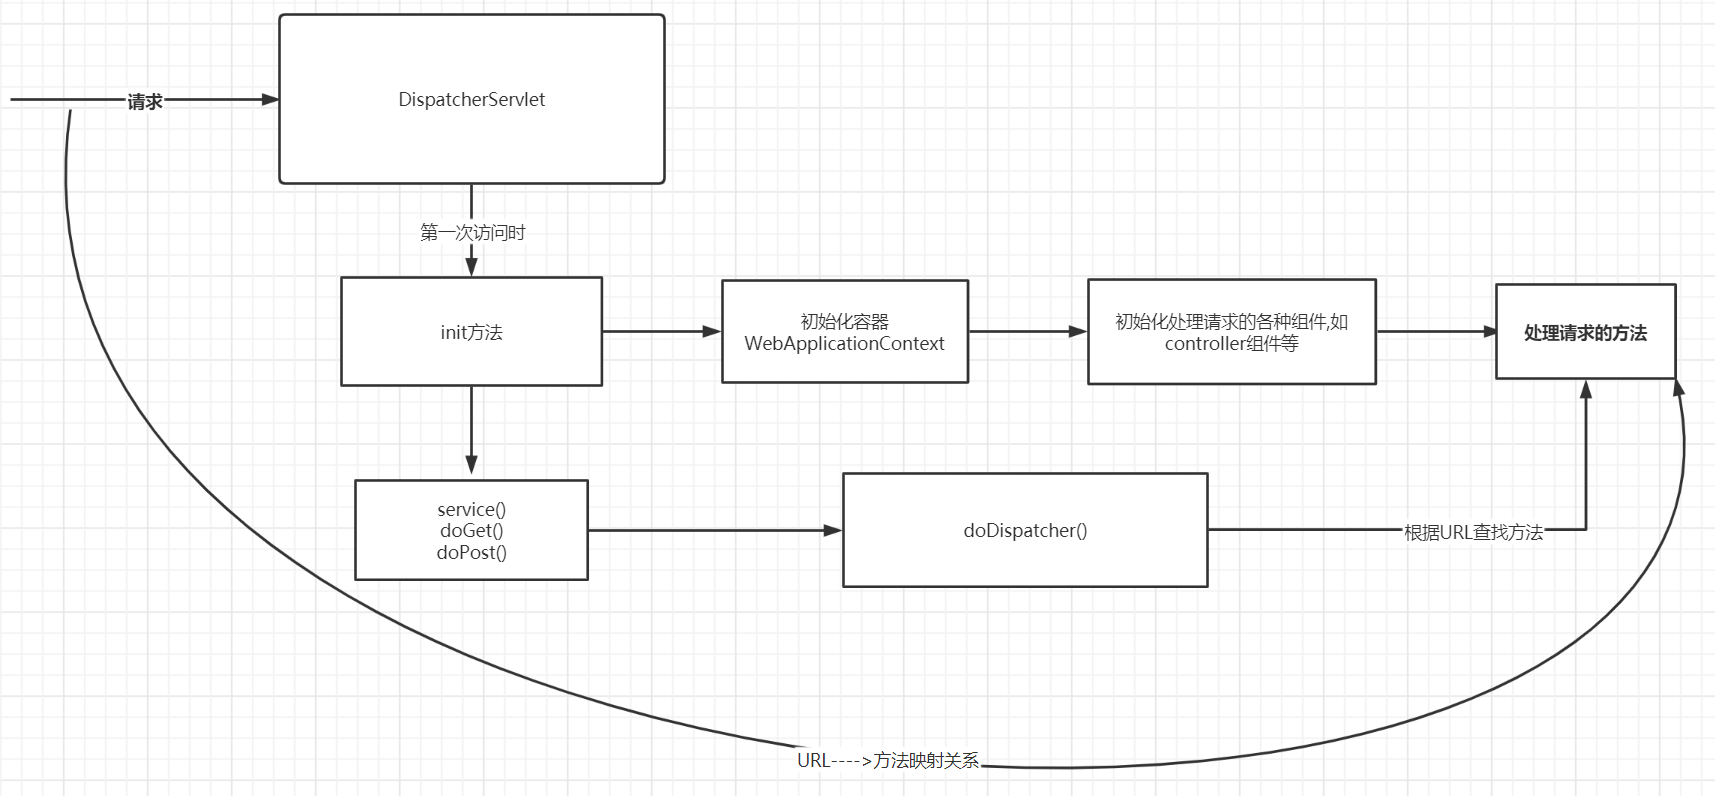 请求
DispatcherServlet
第一次访问时
init方法
初始化容器
WebApplicationContext
初始化处理请求的各种组件,如
controller组件等
处理请求的方法
service()
doGet()
doPost()
doDispatcher()
根据URL查找方法
URL---->方法映射关系